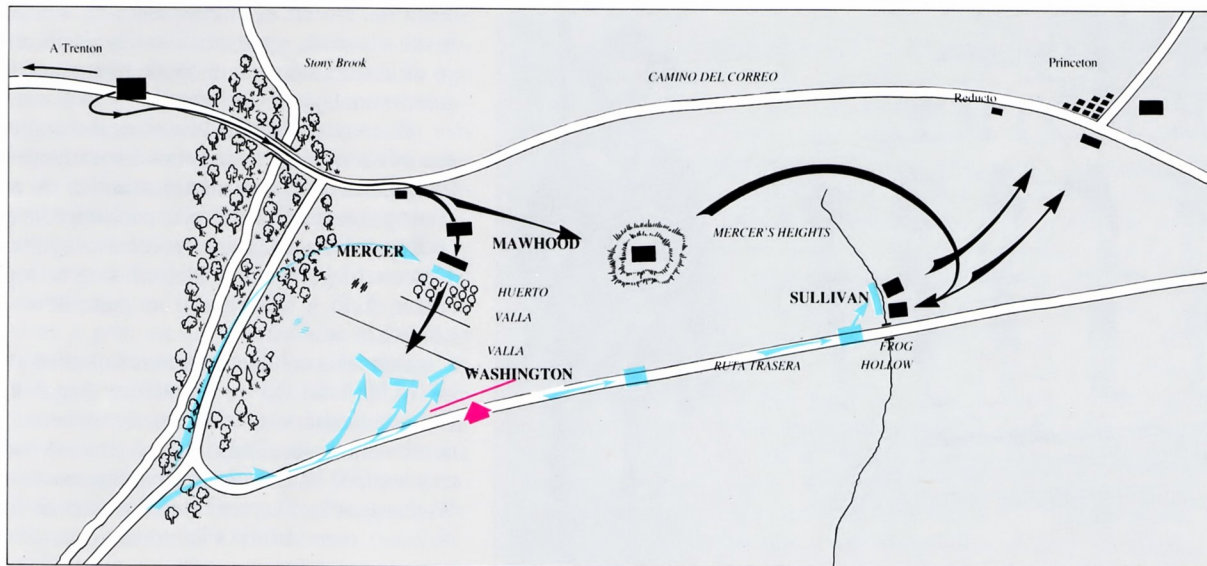 A Trenton
Stony Brook
CAMINO DEL CORREO
Princeton
Reducto
MERCER
MAWHOOD
MERCER'S HEIGHTS
HUERTO
VALLA
SULLIVAN
VALLA
WASHINGTON
RUTA TRASERA
FROG
HOLLOW